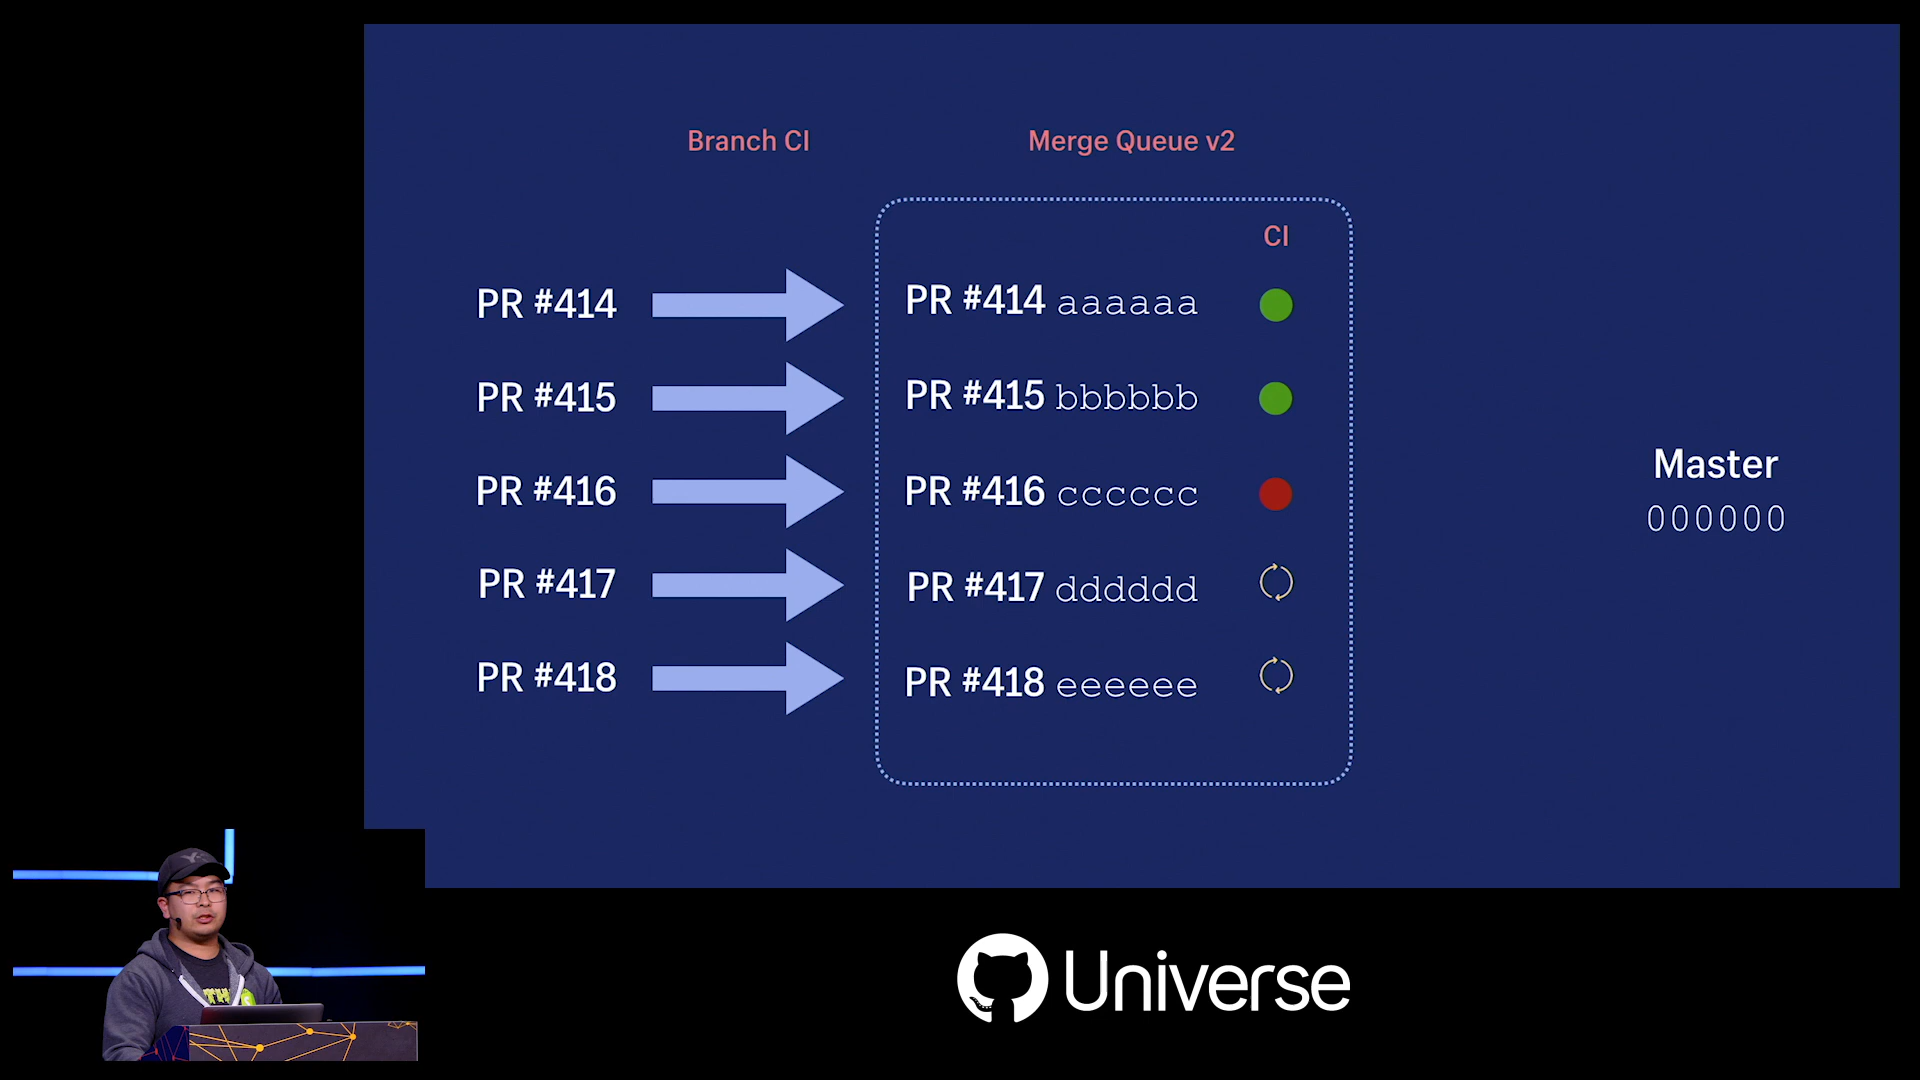 Branch CI
Merge Queue v2
CI
PR #414
PR #414 aaaaaa
PR #415
PR #415 bbbbbb
PR #416
PR #416 cccccc
PR #417
PR #417 dddddd
PR #418
PR #418 eeeeee
Master
000000
Universe